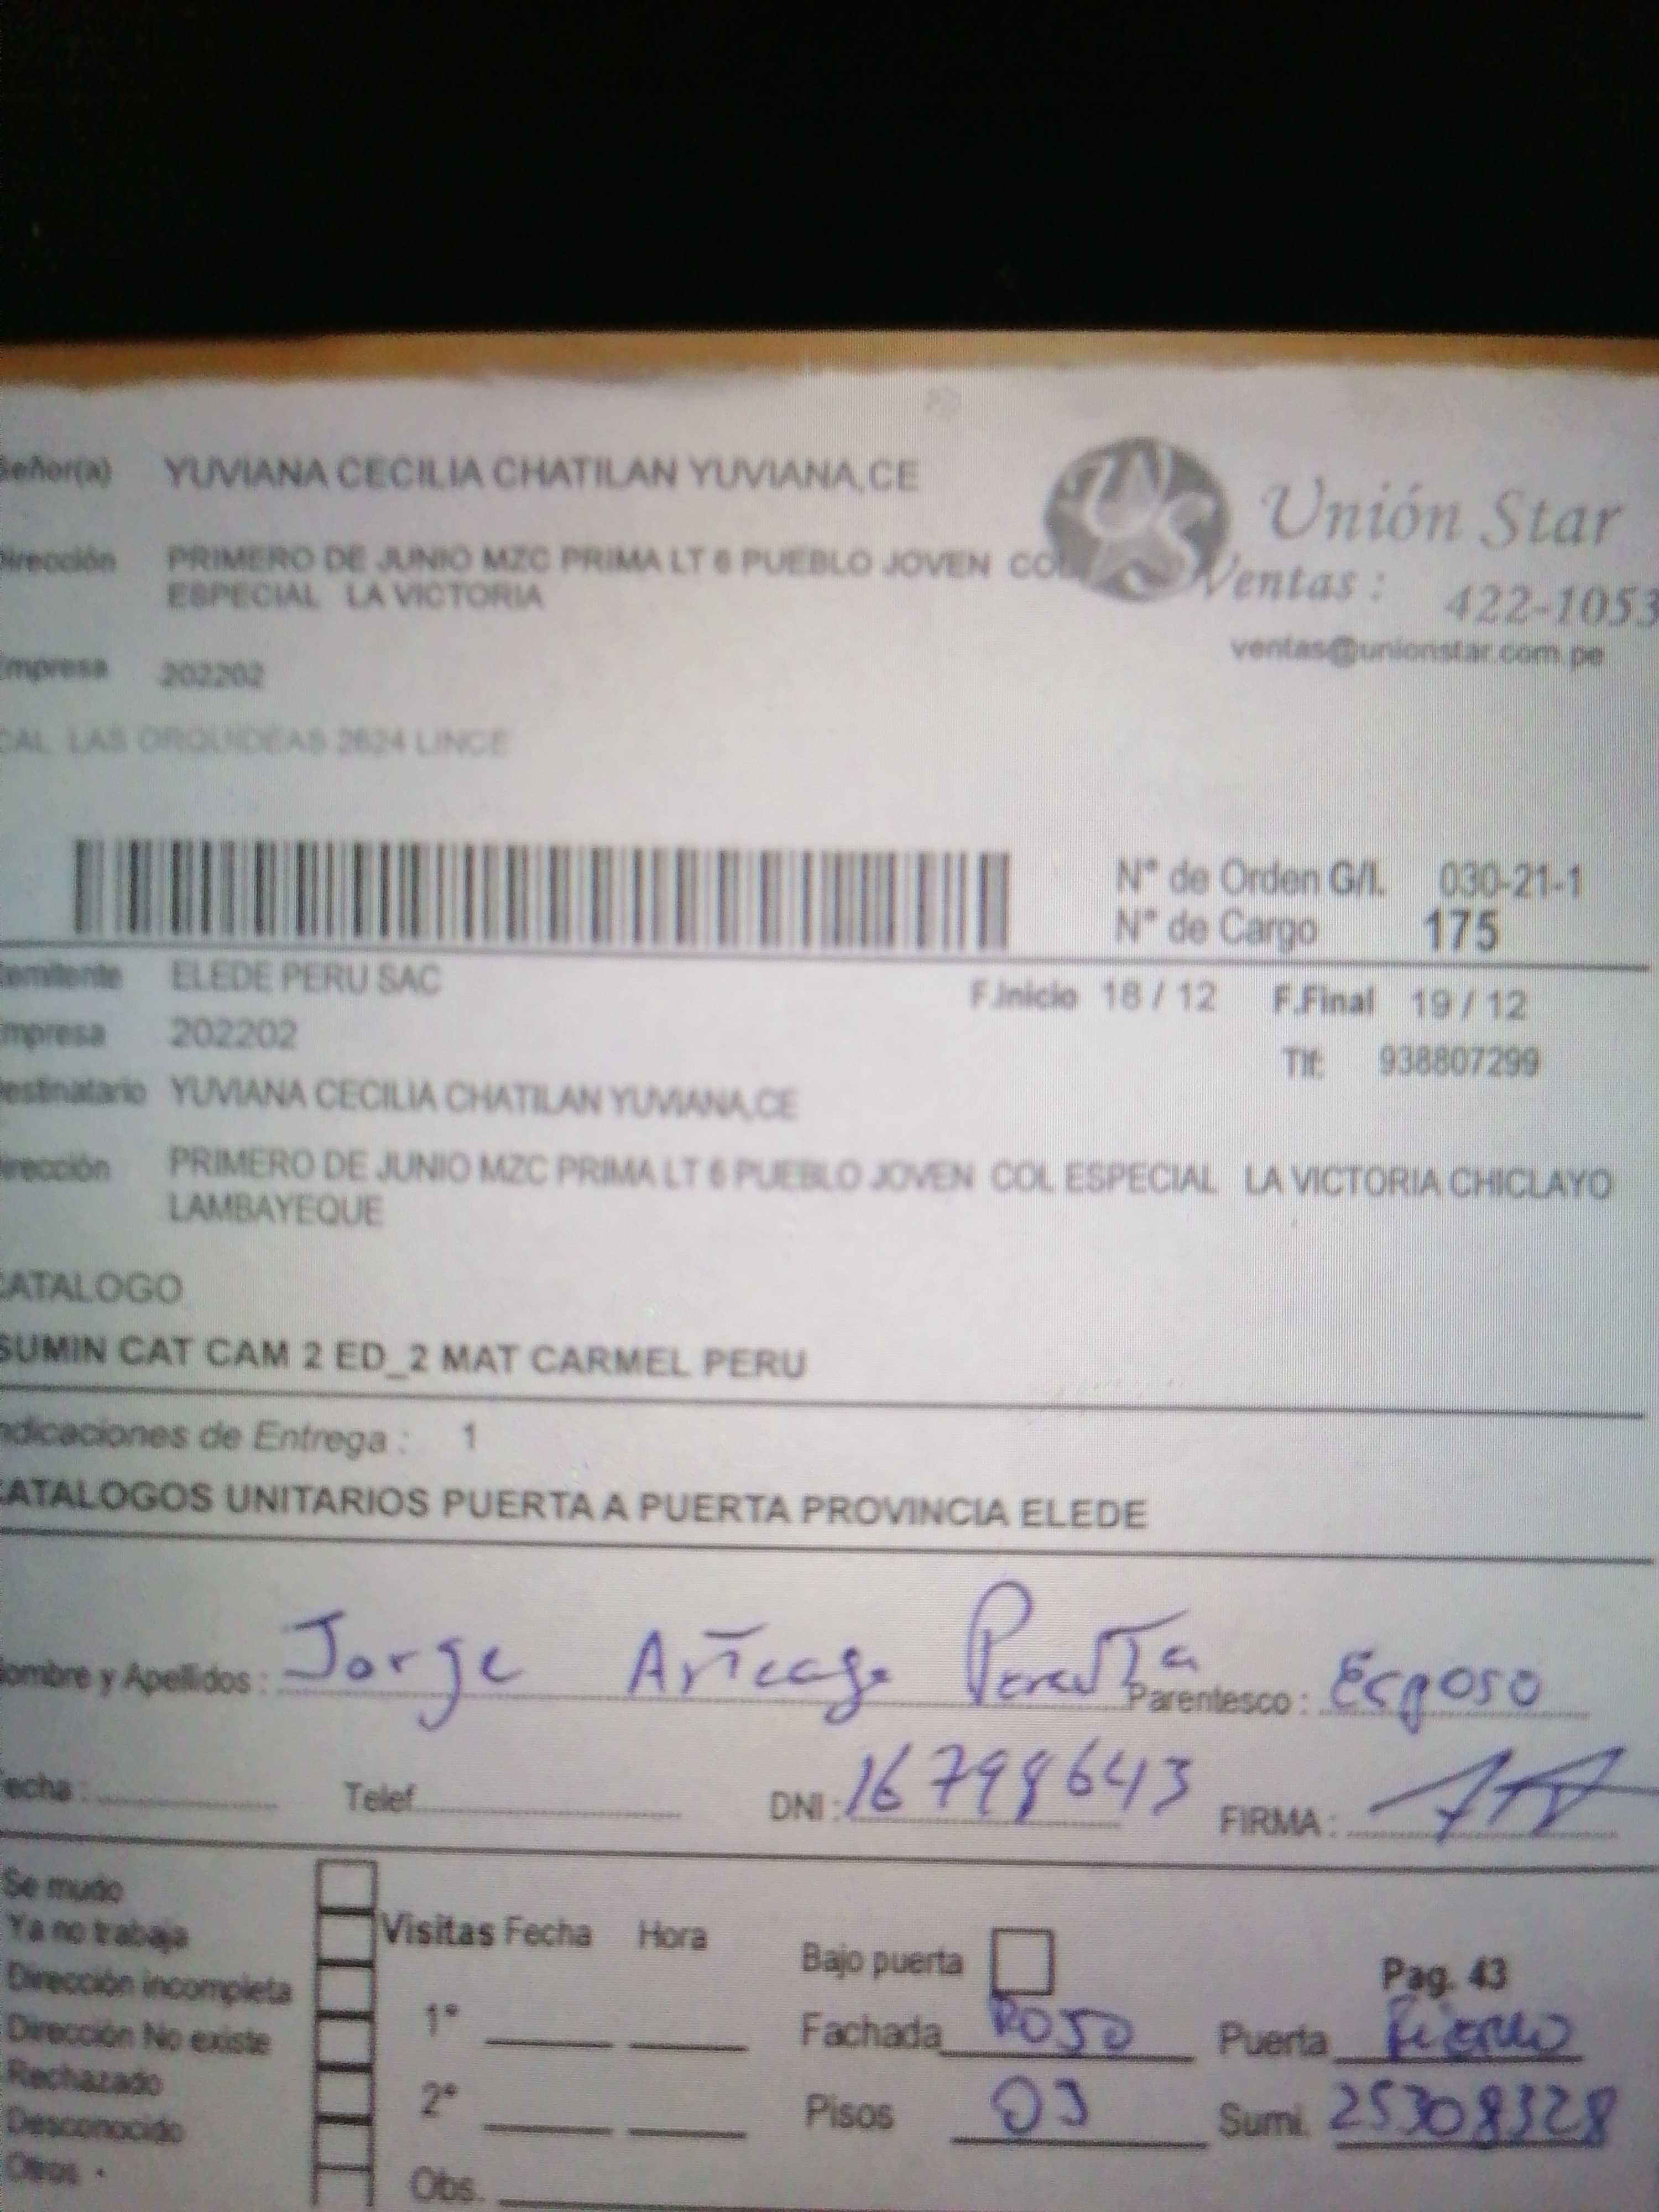 Señor(a) YUVIANA CECILIA CHATILAN YUVIANA,CE
Unión Star
Dirección PRIMERO DE JUNIO MZC PRIMA LT 6 PUEBLO JOVEN COL
ESPECIAL LA VICTORIA
Ventas : 422-1053
ventas@unionstar.com.pe
Empresa 202202
CAL LAS ORQUIDEAS 2624 LINCE
N° de Orden G/I. 030-21-1
N° de Cargo 175
Remitente ELEDE PERU SAC
F.Inicio 18 / 12 F.Final 19 / 12
Empresa 202202
Tlf: 938807299
Destinatario YUVIANA CECILIA CHATILAN YUVIANA,CE
Dirección PRIMERO DE JUNIO MZC PRIMA LT 6 PUEBLO JOVEN COL ESPECIAL LA VICTORIA CHICLAYO
LAMBAYEQUE
CATALOGO
SUMIN CAT CAM 2 ED_2 MAT CARMEL PERU
Indicaciones de Entrega : 1
CATALOGOS UNITARIOS PUERTA A PUERTA PROVINCIA ELEDE
Nombre y Apellidos : Jorge Parentesco : Esposo
Fecha : Telef. DNI : 16798643 FIRMA :
Se mudo
Ya no trabaja
Dirección incompleta
Dirección No existe
Rechazado
Desconocido
Otros
Visitas Fecha Hora
1°
2°
Obs.
Bajo puerta
Pag. 43
Fachada ROJO Puerta Fierro
Pisos 03 Sumi. 25308328